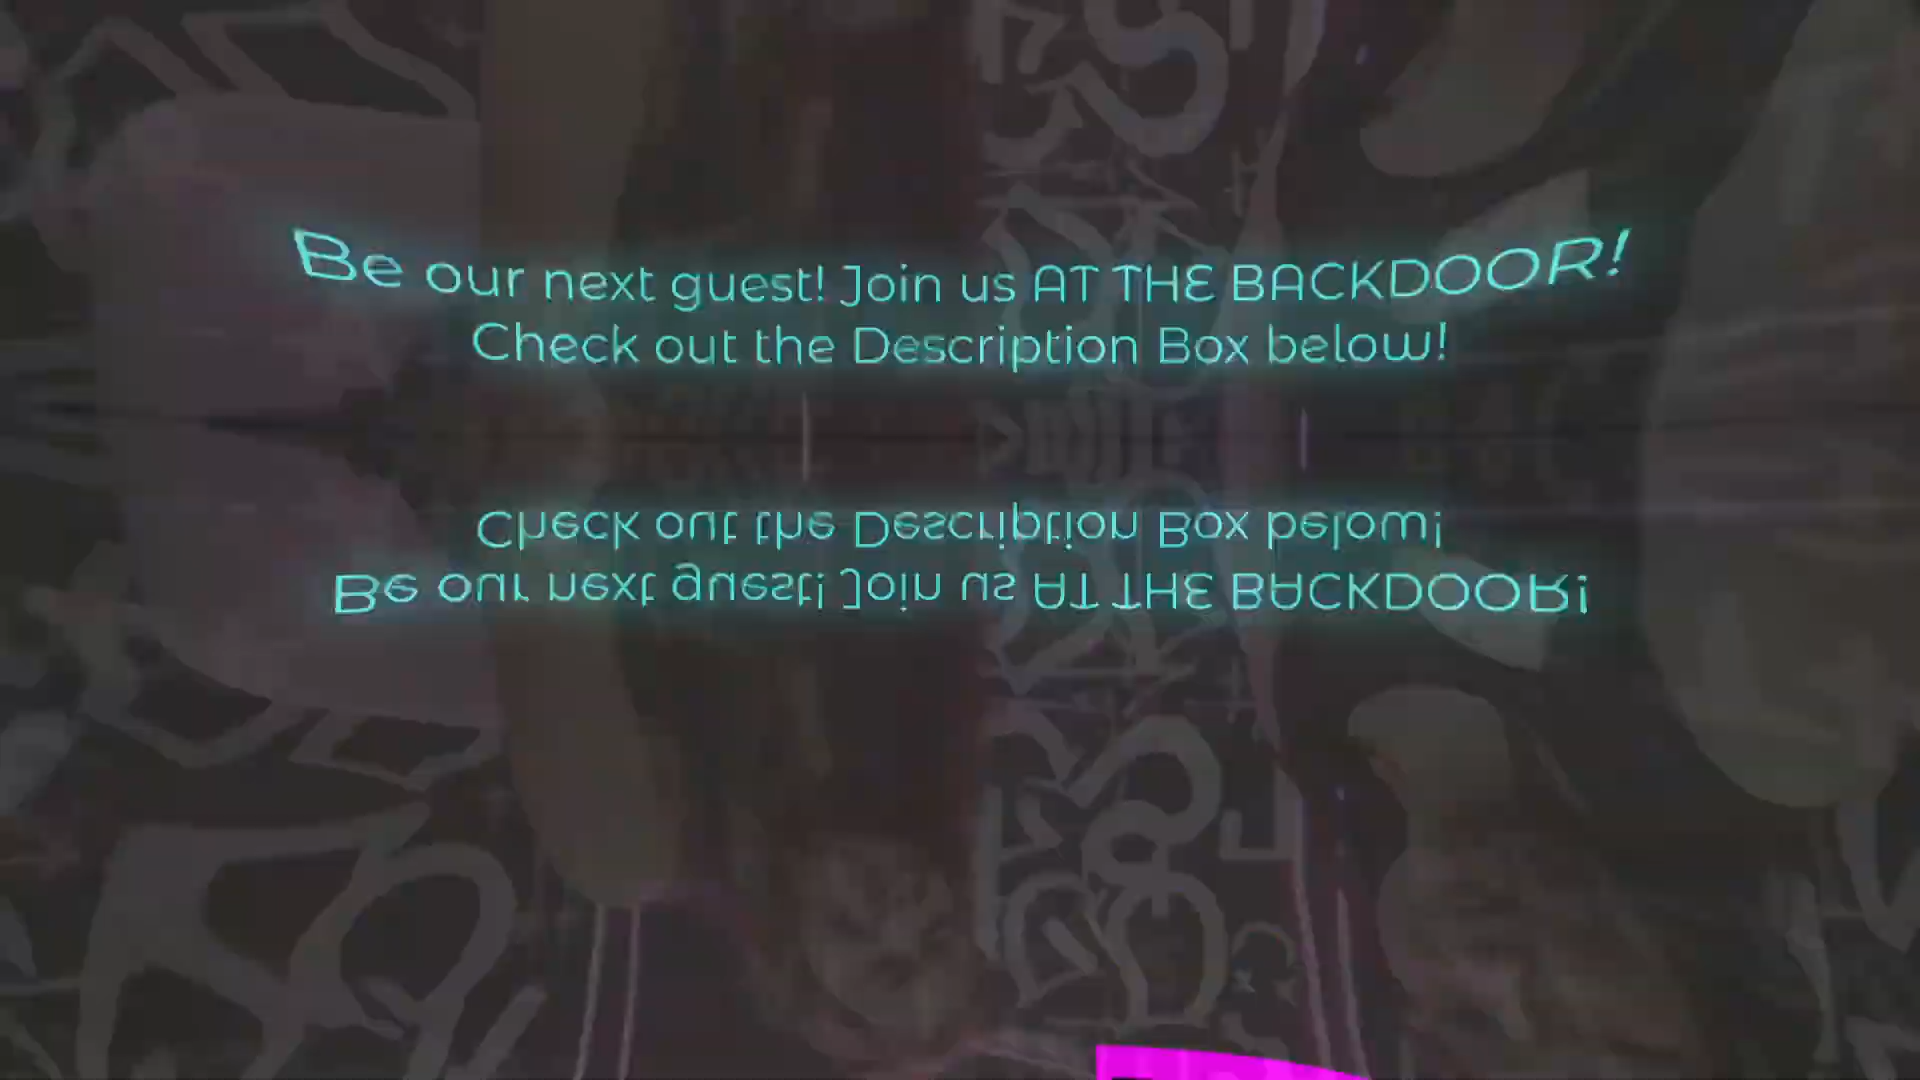 Be our next guest! Join us AT THE BACKDOOR!
Check out the Description Box below!
Check out the Description Box below!
Be our next guest! Join us AT THE BACKDOOR!